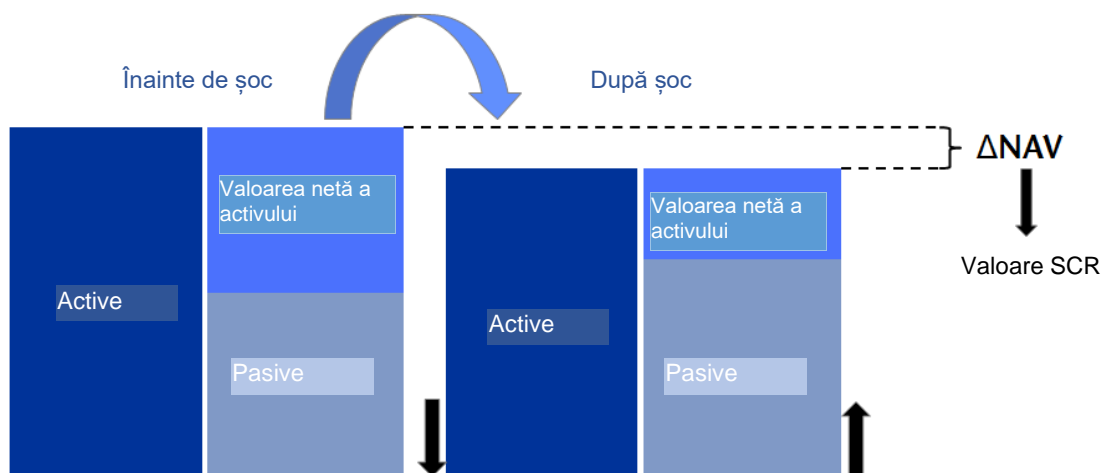 Înainte de șoc
După șoc
ΔNAV
Valoarea netă a
activului
Valoarea netă a
activului
Valoare SCR
Active
Active
Pasive
Pasive